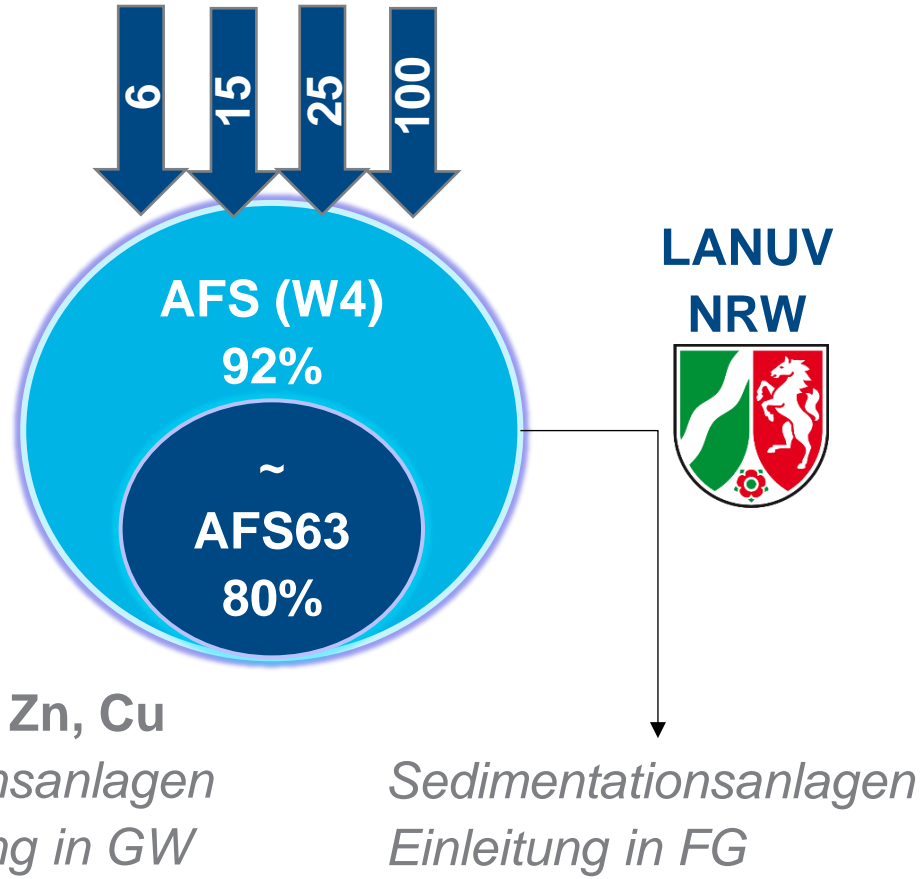 6
15
25
100
LANUV
NRW
AFS (W4)
92%
~
AFS63
80%
Zn, Cu
nsanlagen
ng in GW
Sedimentationsanlagen
Einleitung in FG